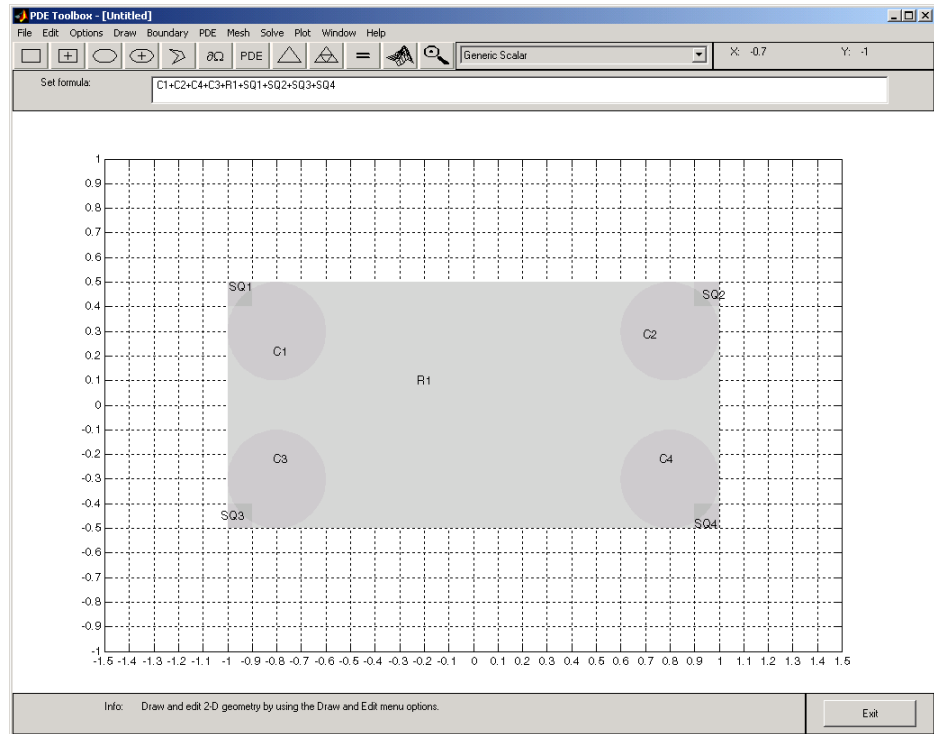 PDE Toolbox - [Untitled]
File Edit Options Draw Boundary PDE Mesh Solve Plot Window Help
∂Ω PDE = Generic Scalar X: -0.7 Y: -1
Set formula: C1+C2+C4+C3+R1+SQ1+SQ2+SQ3+SQ4
1
0.9
0.8
0.7
0.6
0.5
SQ1
SQ2
0.4
0.3
C2
0.2
C1
0.1
R1
0
-0.1
-0.2
C3
C4
-0.3
-0.4
SQ3
SQ4
-0.5
-0.6
-0.7
-0.8
-0.9
-1
-1.5 -1.4 -1.3 -1.2 -1.1 -1 -0.9 -0.8 -0.7 -0.6 -0.5 -0.4 -0.3 -0.2 -0.1 0 0.1 0.2 0.3 0.4 0.5 0.6 0.7 0.8 0.9 1 1.1 1.2 1.3 1.4 1.5
Info: Draw and edit 2-D geometry by using the Draw and Edit menu options.
Exit